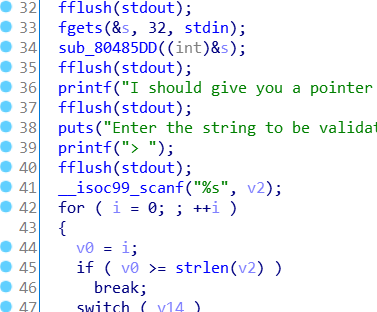 32 fflush(stdout);
33 fgets(&s, 32, stdin);
34 sub_80485DD((int)&s);
35 fflush(stdout);
36 printf("I should give you a pointer
37 fflush(stdout);
38 puts("Enter the string to be validat
39 printf("> ");
40 fflush(stdout);
41 __isoc99_scanf("%s", v2);
42 for ( i = 0; ; ++i )
43 {
44 v0 = i;
45 if ( v0 >= strlen(v2) )
46 break;
47 switch ( v14 )